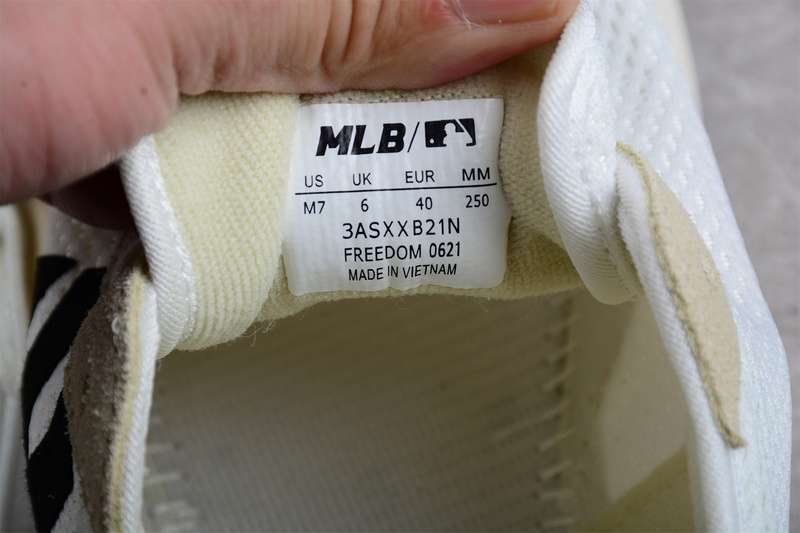 MLB/
US UK EUR MM
M7 6 40 250
3ASXXB21N
FREEDOM 0621
MADE IN VIETNAM